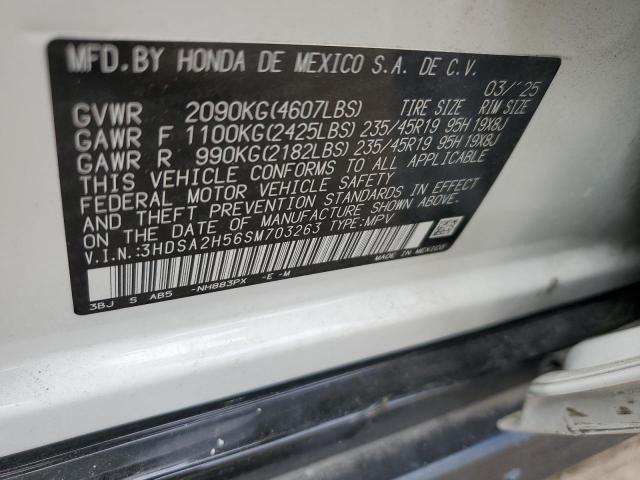 MFD.BY HONDA DE MEXICO S.A. DE C.V.
03/'25
GVWR 2090KG(4607LBS) TIRE SIZE RIM SIZE
GAWR F 1100KG(2425LBS) 235/45R19 95H 19X8J
GAWR R 990KG(2182LBS) 235/45R19 95H 19X8J
THIS VEHICLE CONFORMS TO ALL APPLICABLE
FEDERAL MOTOR VEHICLE SAFETY
AND THEFT PREVENTION STANDARDS IN EFFECT
ON THE DATE OF MANUFACTURE SHOWN ABOVE.
V.I.N.:3HDSA2H56SM703263 TYPE:MPV
MADE IN MEXICO
3BJ S AB5 -NH883PX -E -M